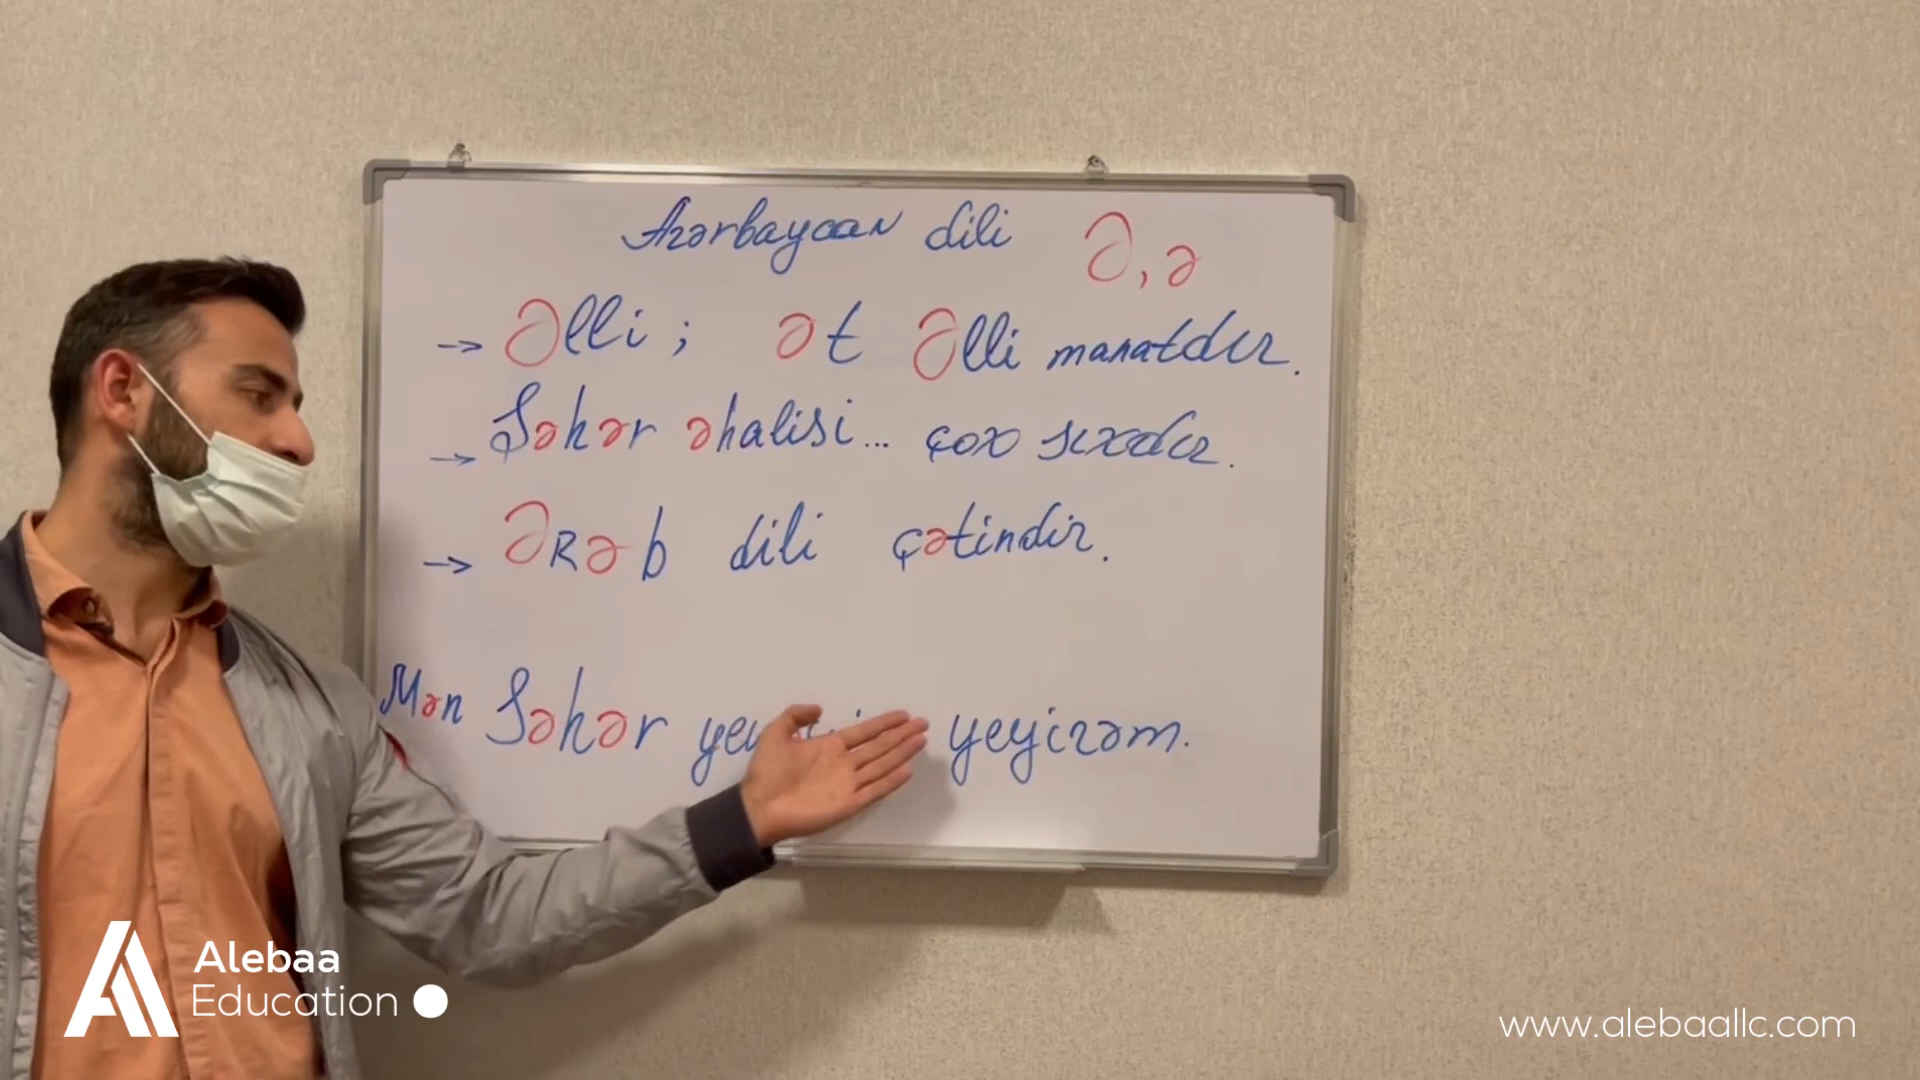 Azərbaycan dili Ə, ə
→ Əlli ; ət Əlli manatdır.
→ Şəhər əhalisi... çox sıxdır.
→ ƏRəb dili çətindir.
Mən Səhər yeyirəm.
Alebaa
Education
www.alebaallc.com